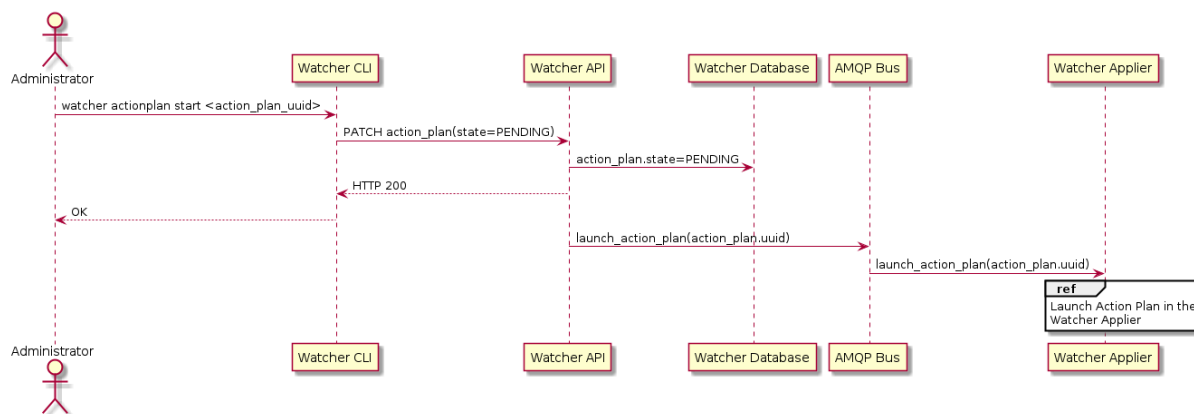 Administrator
Watcher CLI
Watcher API
Watcher Database
AMQP Bus
Watcher Applier
watcher actionplan start <action_plan_uuid>
PATCH action_plan(state=PENDING)
action_plan.state=PENDING
HTTP 200
OK
launch_action_plan(action_plan.uuid)
launch_action_plan(action_plan.uuid)
ref
Launch Action Plan in the
Watcher Applier
Administrator
Watcher CLI
Watcher API
Watcher Database
AMQP Bus
Watcher Applier